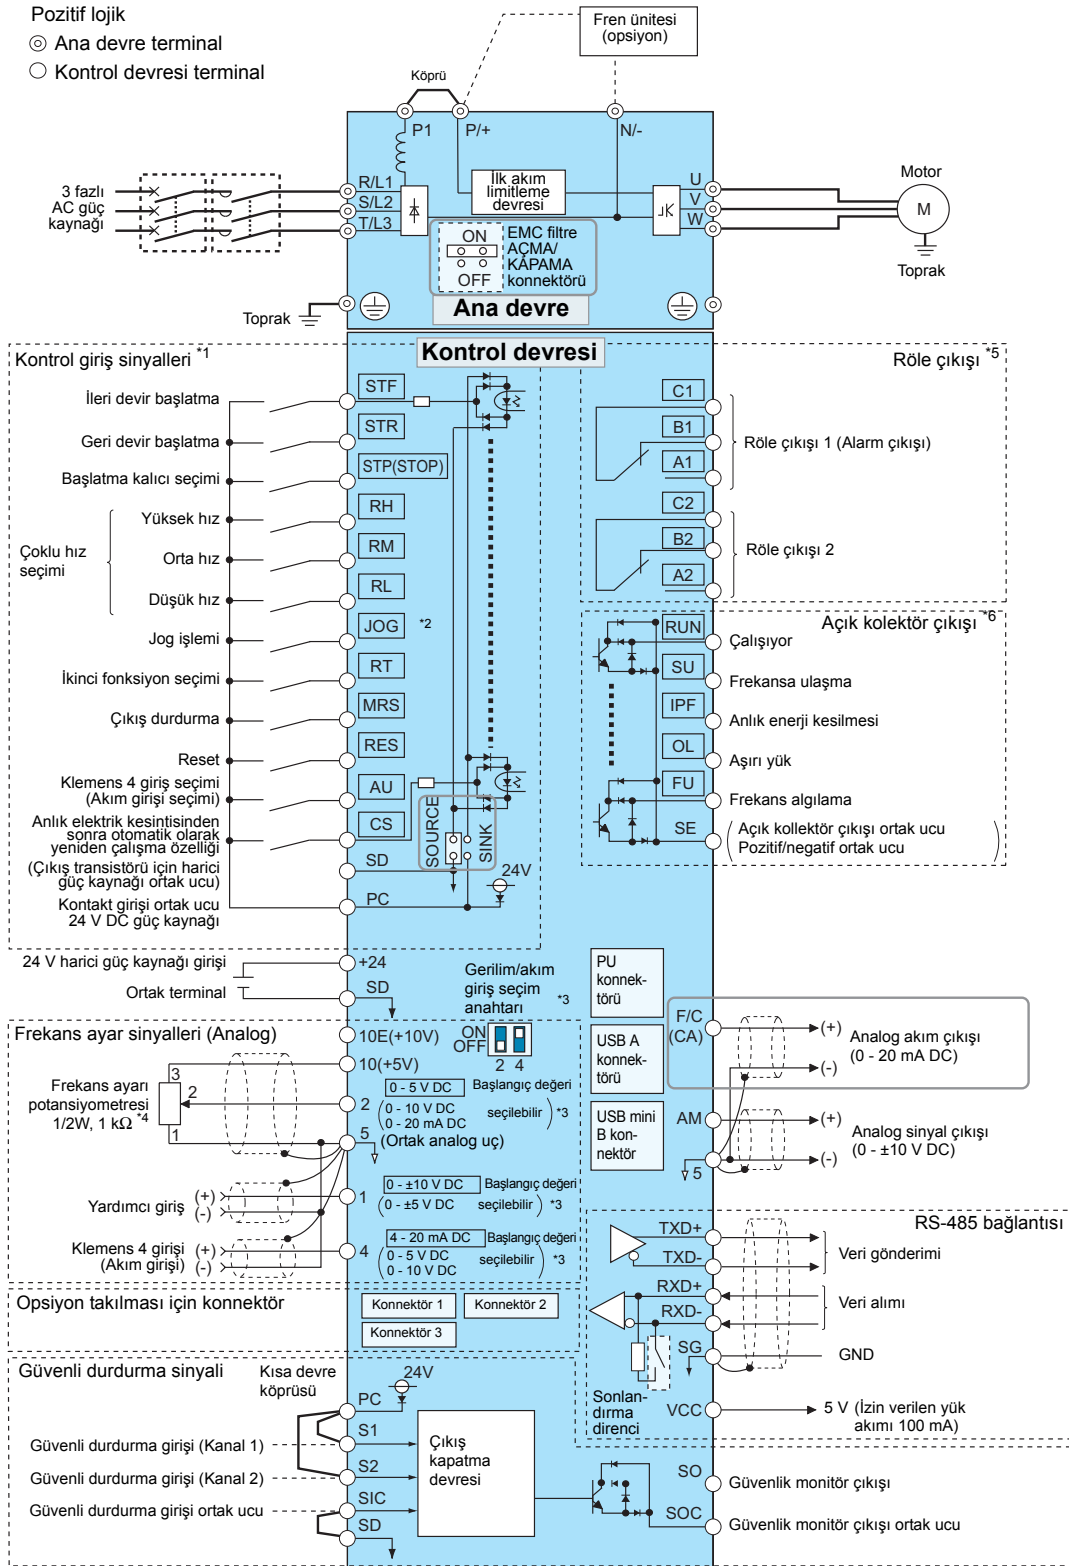 Pozitif lojik
Ana devre terminal
Kontrol devresi terminal
Fren ünitesi
(opsiyon)
Köprü
P1
P/+
N/-
3 fazlı
AC güç
kaynağı
R/L1
S/L2
T/L3
İlk akım
limitleme
devresi
U
V
W
Motor
M
Toprak
ON
OFF
EMC filtre
AÇMA/
KAPAMA
konnektörü
Toprak
Ana devre
Kontrol devresi
Kontrol giriş sinyalleri *1
İleri devir başlatma
STF
Geri devir başlatma
STR
Başlatma kalıcı seçimi
STP(STOP)
Çoklu hız
seçimi
Yüksek hız
RH
Orta hız
RM
Düşük hız
RL
Jog işlemi
JOG *2
İkinci fonksiyon seçimi
RT
Çıkış durdurma
MRS
Reset
RES
Klemens 4 giriş seçimi
(Akım girişi seçimi)
AU
Anlık elektrik kesintisinden
sonra otomatik olarak
yeniden çalışma özelliği
CS
(Çıkış transistörü için harici
güç kaynağı ortak ucu)
SD
Kontakt girişi ortak ucu
24 V DC güç kaynağı
PC
SOURCE
SINK
24V
Röle çıkışı *5
C1
B1
A1
Röle çıkışı 1 (Alarm çıkışı)
C2
B2
A2
Röle çıkışı 2
Açık kolektör çıkışı *6
RUN
Çalışıyor
SU
Frekansa ulaşma
IPF
Anlık enerji kesilmesi
OL
Aşırı yük
FU
Frekans algılama
SE
(Açık kollektör çıkışı ortak ucu
Pozitif/negatif ortak ucu)
24 V harici güç kaynağı girişi
+24
Ortak terminal
SD
Gerilim/akım
giriş seçim
anahtarı *3
ON
OFF
2 4
Frekans ayar sinyalleri (Analog)
10E(+10V)
10(+5V)
Frekans ayarı
potansiyometresi
1/2W, 1 kΩ *4
3
2
1
2
0 - 5 V DC Başlangıç değeri
(0 - 10 V DC
0 - 20 mA DC seçilebilir) *3
5
(Ortak analog uç)
Yardımcı giriş (+)
(-)
1
0 - ±10 V DC Başlangıç değeri
(0 - ±5 V DC seçilebilir) *3
Klemens 4 girişi (+)
(Akım girişi) (-)
4
4 - 20 mA DC Başlangıç değeri
(0 - 5 V DC
0 - 10 V DC seçilebilir) *3
PU
konnek-
törü
USB A
konnek-
törü
USB mini
B kon-
nektör
F/C
(CA)
(+)
(-)
Analog akım çıkışı
(0 - 20 mA DC)
AM
5
(+)
(-)
Analog sinyal çıkışı
(0 - ±10 V DC)
RS-485 bağlantısı
TXD+
TXD-
Veri gönderimi
RXD+
RXD-
Veri alımı
SG
GND
Sonlan-
dırma
direnci
VCC
5 V (İzin verilen yük
akımı 100 mA)
Opsiyon takılması için konnektör
Konnektör 1
Konnektör 2
Konnektör 3
Güvenli durdurma sinyali
Kısa devre
köprüsü
24V
PC
S1
Güvenli durdurma girişi (Kanal 1)
S2
Güvenli durdurma girişi (Kanal 2)
SIC
Güvenli durdurma girişi ortak ucu
SD
Çıkış
kapatma
devresi
SO
Güvenlik monitör çıkışı
SOC
Güvenlik monitör çıkışı ortak ucu